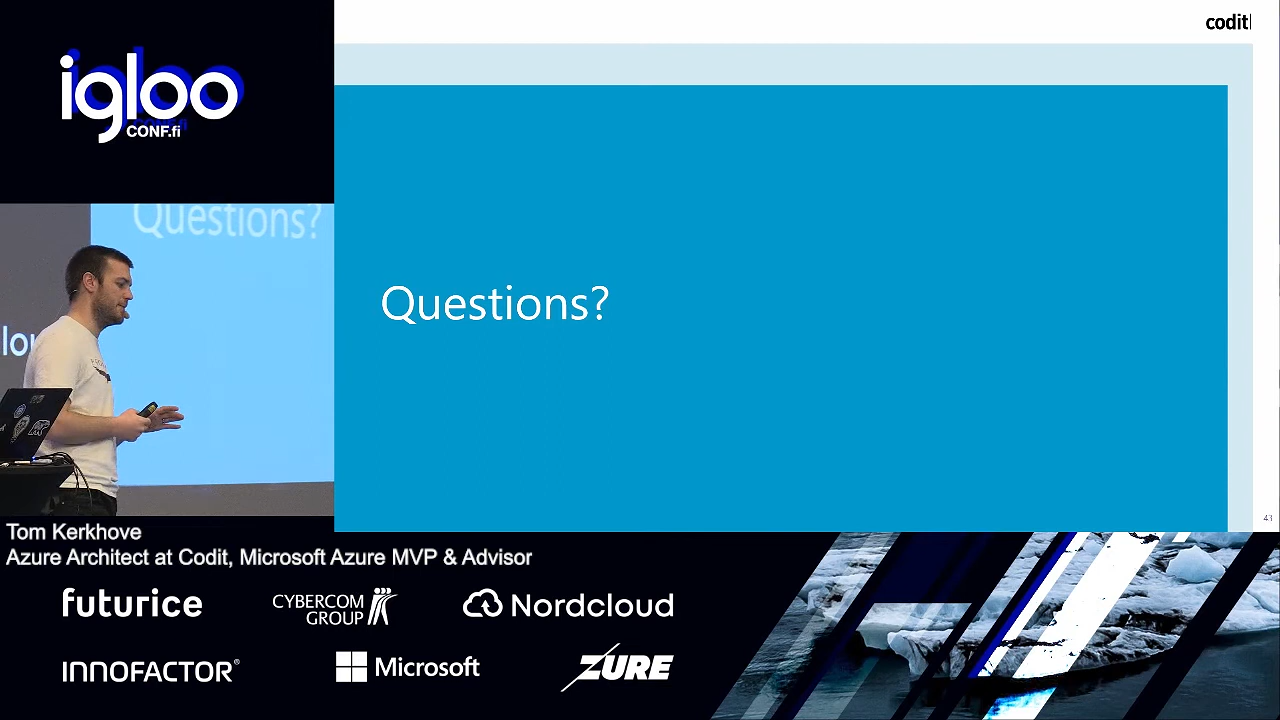 igloo
CONF.fi
codit
Questions?
Questions?
43
Tom Kerkhove
Azure Architect at Codit, Microsoft Azure MVP & Advisor
futurice
CYBERCOM
GROUP
Nordcloud
INNOFACTOR®
Microsoft
ZURE